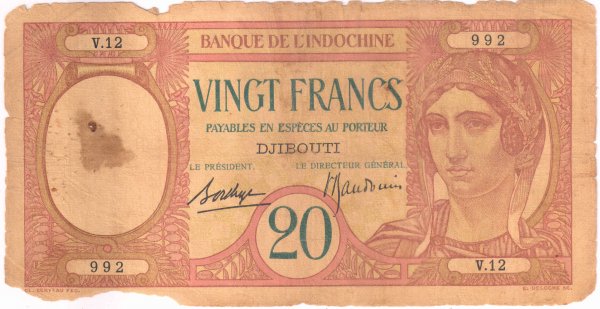 V.12
BANQUE DE L'INDOCHINE
992
VINGT FRANCS
PAYABLES EN ESPÈCES AU PORTEUR
DJIBOUTI
LE PRÉSIDENT. LE DIRECTEUR GÉNÉRAL
20
992
V.12